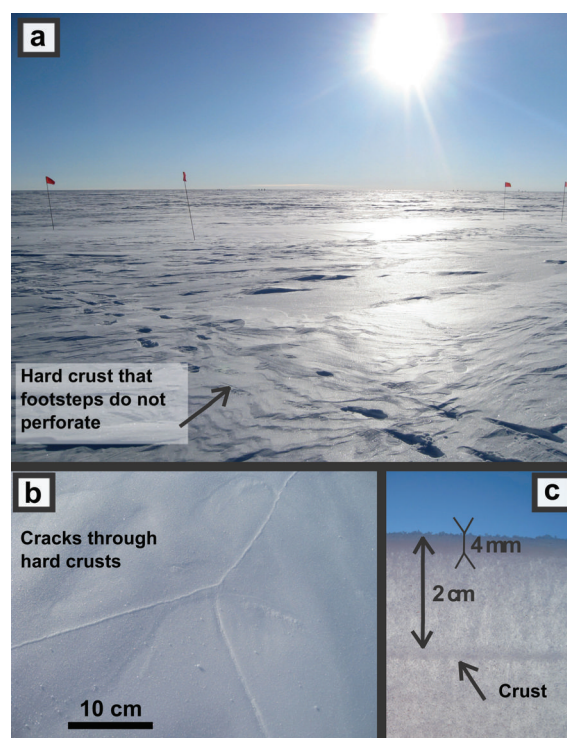 a
Hard crust that
footsteps do not
perforate
b
Cracks through
hard crusts
10 cm
c
4 mm
2 cm
Crust